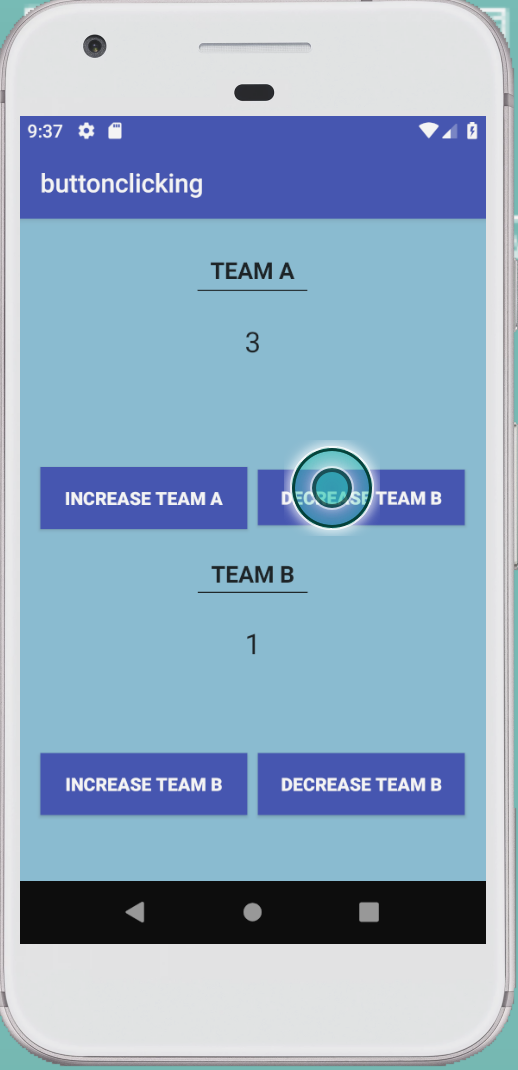 9:37
buttonclicking
TEAM A
3
INCREASE TEAM A
DECREASE TEAM B
TEAM B
1
INCREASE TEAM B
DECREASE TEAM B